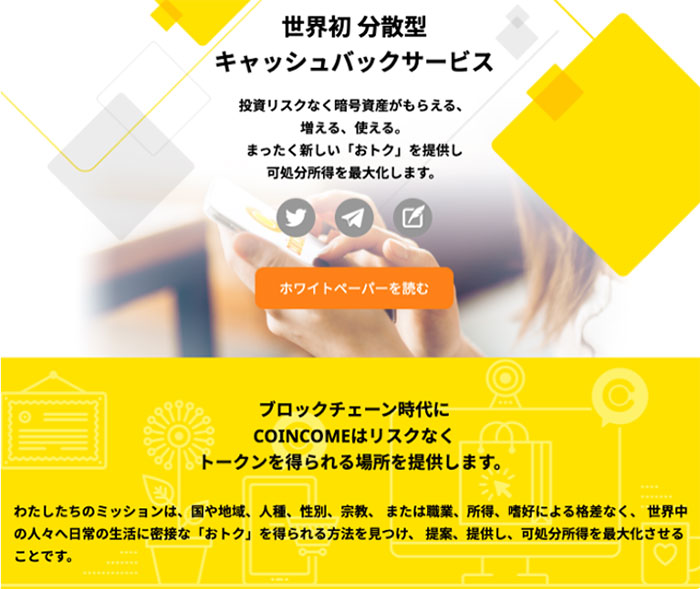 世界初 分散型
キャッシュバックサービス
投資リスクなく暗号資産がもらえる、
増える、使える。
まったく新しい「おトク」を提供し
可処分所得を最大化します。
ホワイトペーパーを読む
ブロックチェーン時代に
COINCOMEはリスクなく
トークンを得られる場所を提供します。
わたしたちのミッションは、国や地域、人種、性別、宗教、 または職業、所得、嗜好による格差なく、 世界中
の人々へ日常の生活に密接な「おトク」を得られる方法を見つけ、 提案、提供し、可処分所得を最大化させる
ことです。